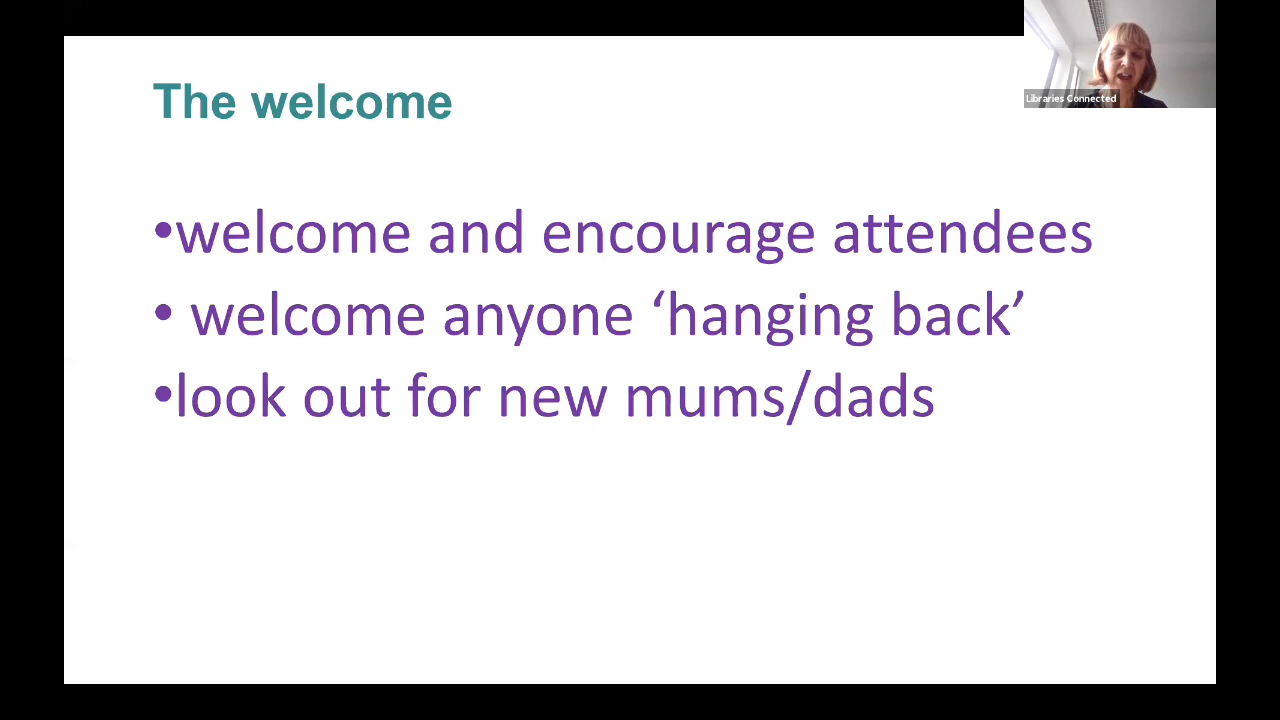 The welcome
Libraries Connected
•welcome and encourage attendees
• welcome anyone ‘hanging back’
•look out for new mums/dads